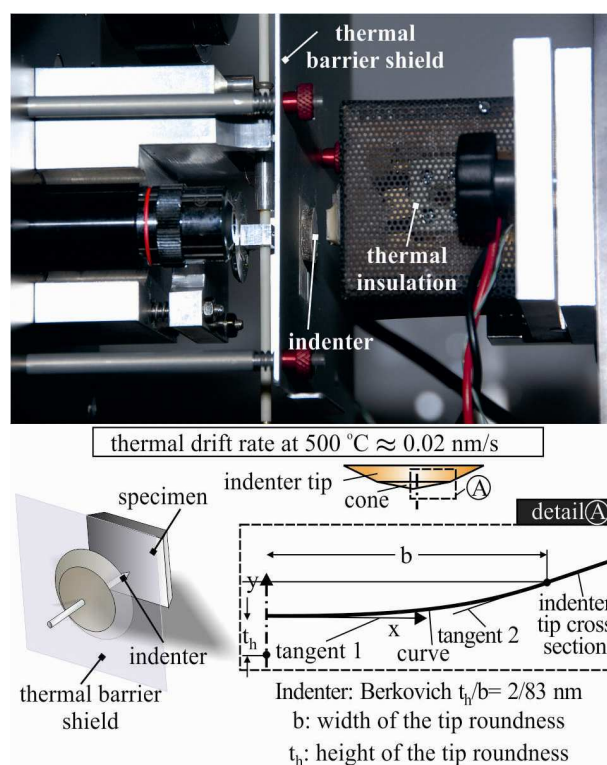 thermal
barrier shield
thermal
insulation
indenter
thermal drift rate at 500 °C ≈ 0.02 nm/s
indenter tip
cone
A
specimen
detail A
b
y
t_h
x
tangent 1
curve
tangent 2
indenter
tip cross
section
indenter
thermal barrier
shield
Indenter: Berkovich t_h/b= 2/83 nm
b: width of the tip roundness
t_h: height of the tip roundness